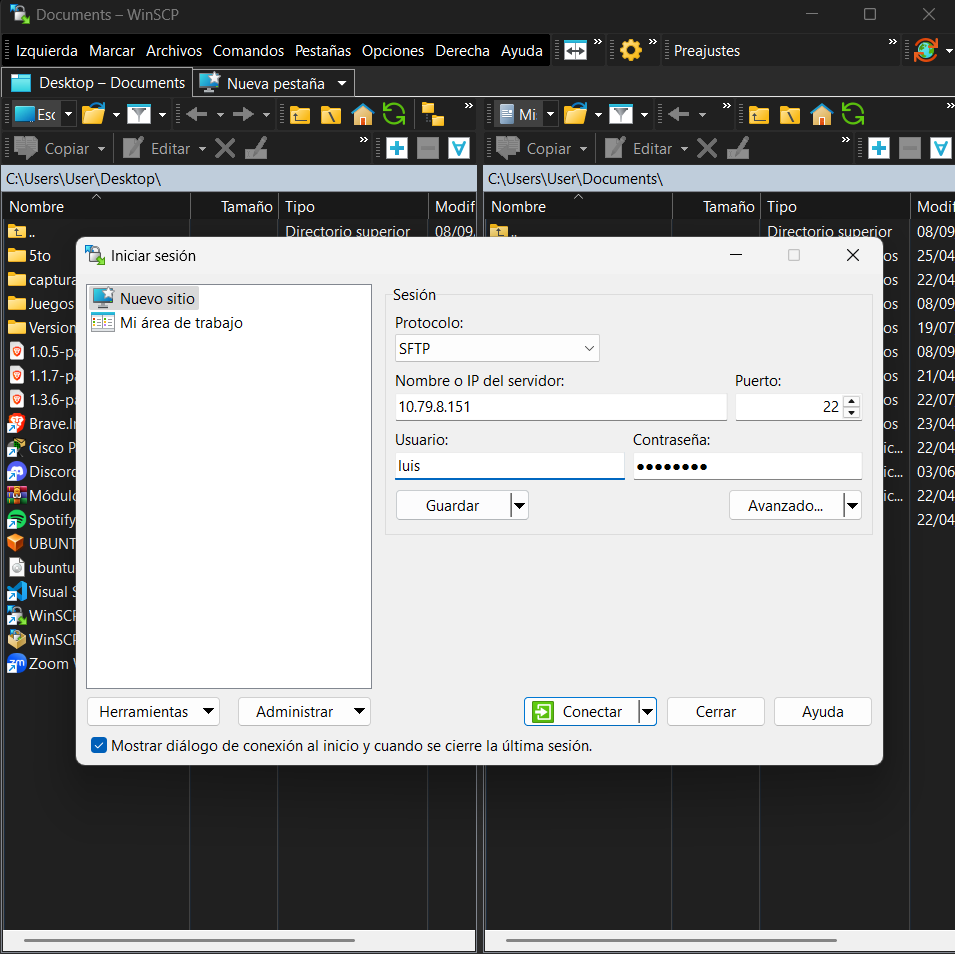 Documents – WinSCP
Izquierda Marcar Archivos Comandos Pestañas Opciones Derecha Ayuda » » Preajustes »
Desktop – Documents Nueva pestaña
Esc » Mi »
Copiar Editar » Copiar Editar »
C:\Users\User\Desktop\ C:\Users\User\Documents\
Nombre Tamaño Tipo Modif Nombre Tamaño Tipo Modif
.. Directorio superior 08/09. .. Directorio superior 08/09
Iniciar sesión
5to os 25/04
captura os 22/04
Juegos os 08/09
Version os 19/07
1.0.5-pa os 08/09
1.1.7-pa os 21/04
1.3.6-pa os 22/07
Brave.In os 23/04
Cisco P ic... 22/04
Discord ic... 03/06
Módulo ic... 22/04
Spotify 22/04
UBUNT
ubuntu
Visual S
WinSCP
WinSCP
Zoom W
Nuevo sitio
Mi área de trabajo
Sesión
Protocolo:
SFTP
Nombre o IP del servidor: Puerto:
10.79.8.151 22
Usuario: Contraseña:
luis ●●●●●●●●
Guardar Avanzado...
Herramientas Administrar Conectar Cerrar Ayuda
Mostrar diálogo de conexión al inicio y cuando se cierre la última sesión.